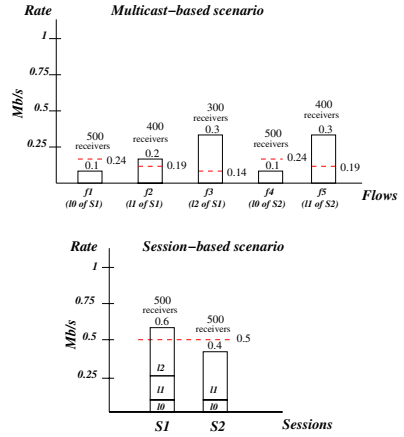 Rate
Multicast−based scenario
1
0.75
0.5
0.25
Mb/s
500
receivers
0.24
0.1
400
receivers
0.2
0.19
300
receivers
0.3
0.14
500
receivers
0.24
0.1
400
receivers
0.3
0.19
f1
(l0 of S1)
f2
(l1 of S1)
f3
(l2 of S1)
f4
(l0 of S2)
f5
(l1 of S2)
Flows
Rate
Session−based scenario
1
0.75
0.5
0.25
Mb/s
500
receivers
0.6
l2
l1
l0
500
receivers
0.5
0.4
l1
l0
S1
S2
Sessions